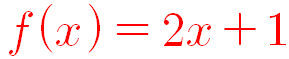 f(x) = 2x + 1